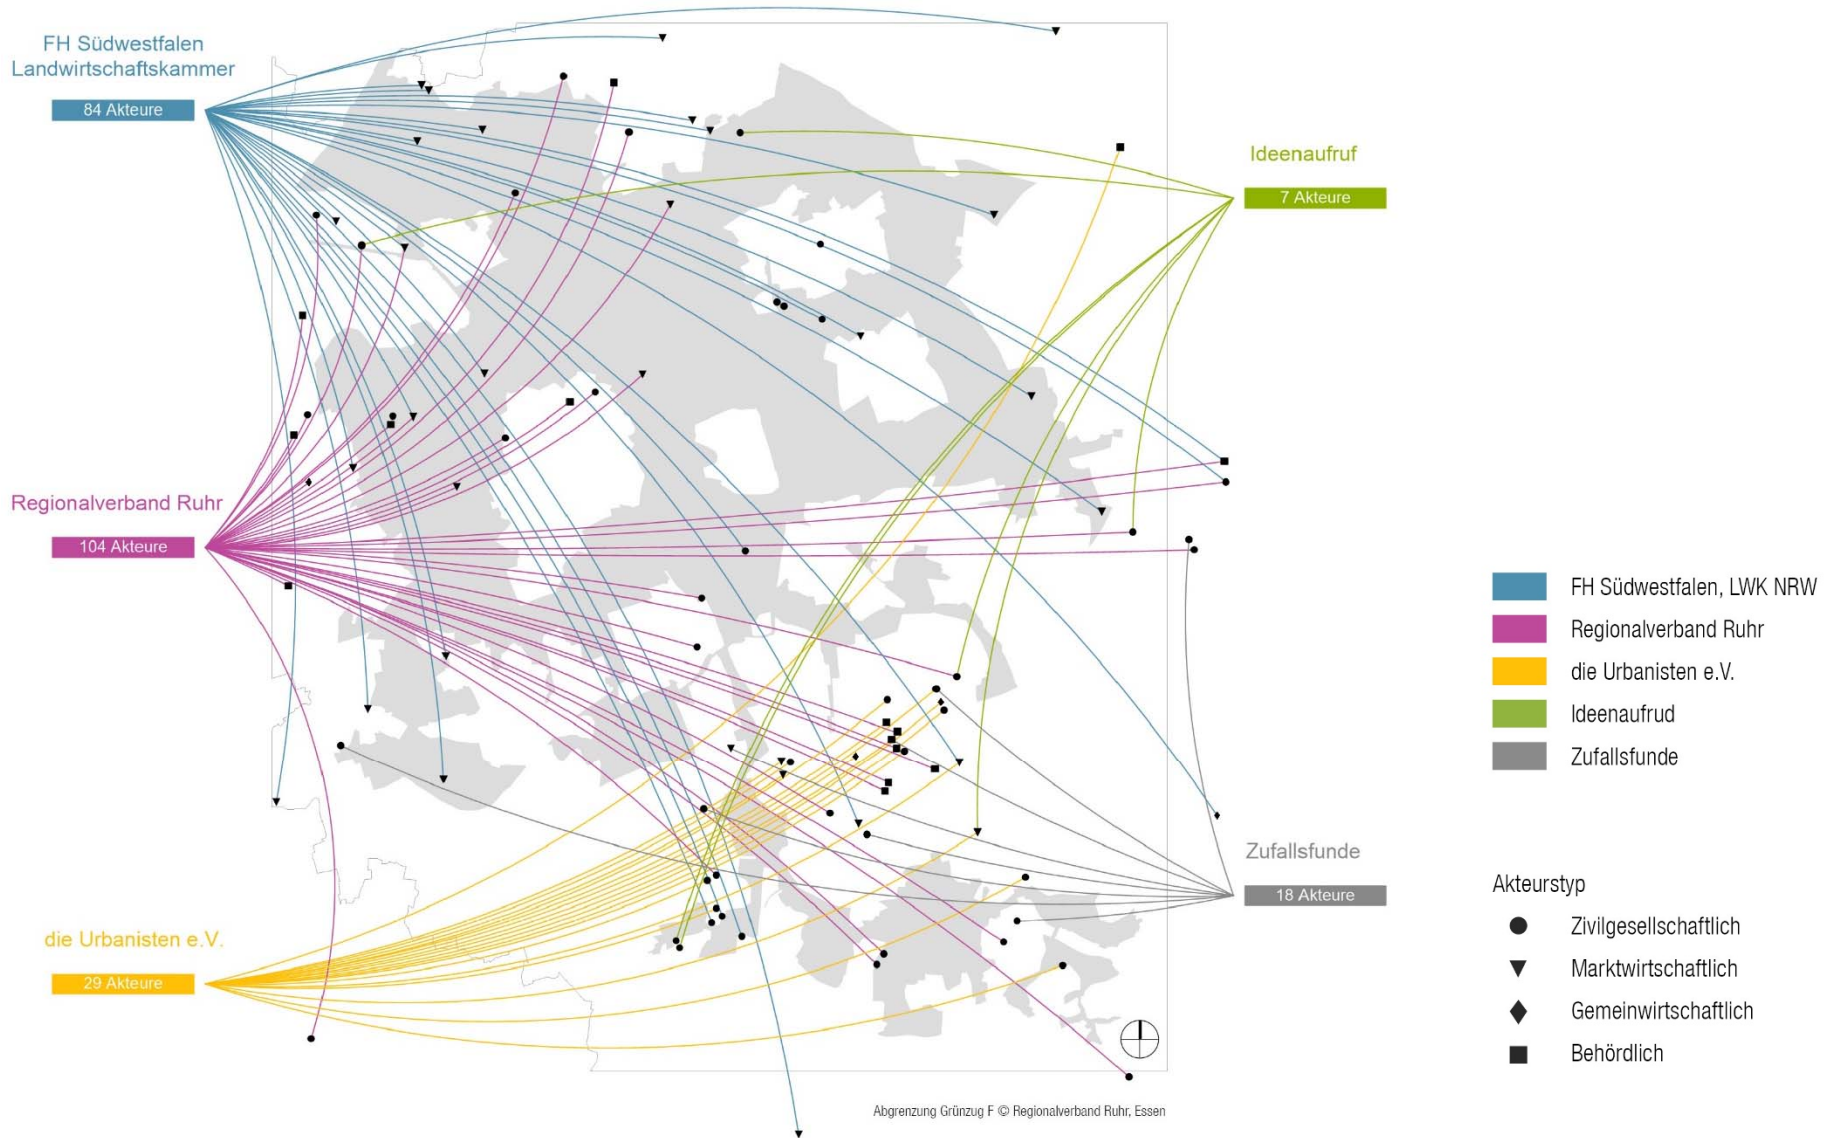 FH Südwestfalen
Landwirtschaftskammer
84 Akteure
Ideenaufruf
7 Akteure
Regionalverband Ruhr
104 Akteure
Zufallsfunde
18 Akteure
die Urbanisten e.V.
29 Akteure
FH Südwestfalen, LWK NRW
Regionalverband Ruhr
die Urbanisten e.V.
Ideenaufrud
Zufallsfunde
Akteurstyp
Zivilgesellschaftlich
Marktwirtschaftlich
Gemeinwirtschaftlich
Behördlich
Abgrenzung Grünzug F © Regionalverband Ruhr, Essen